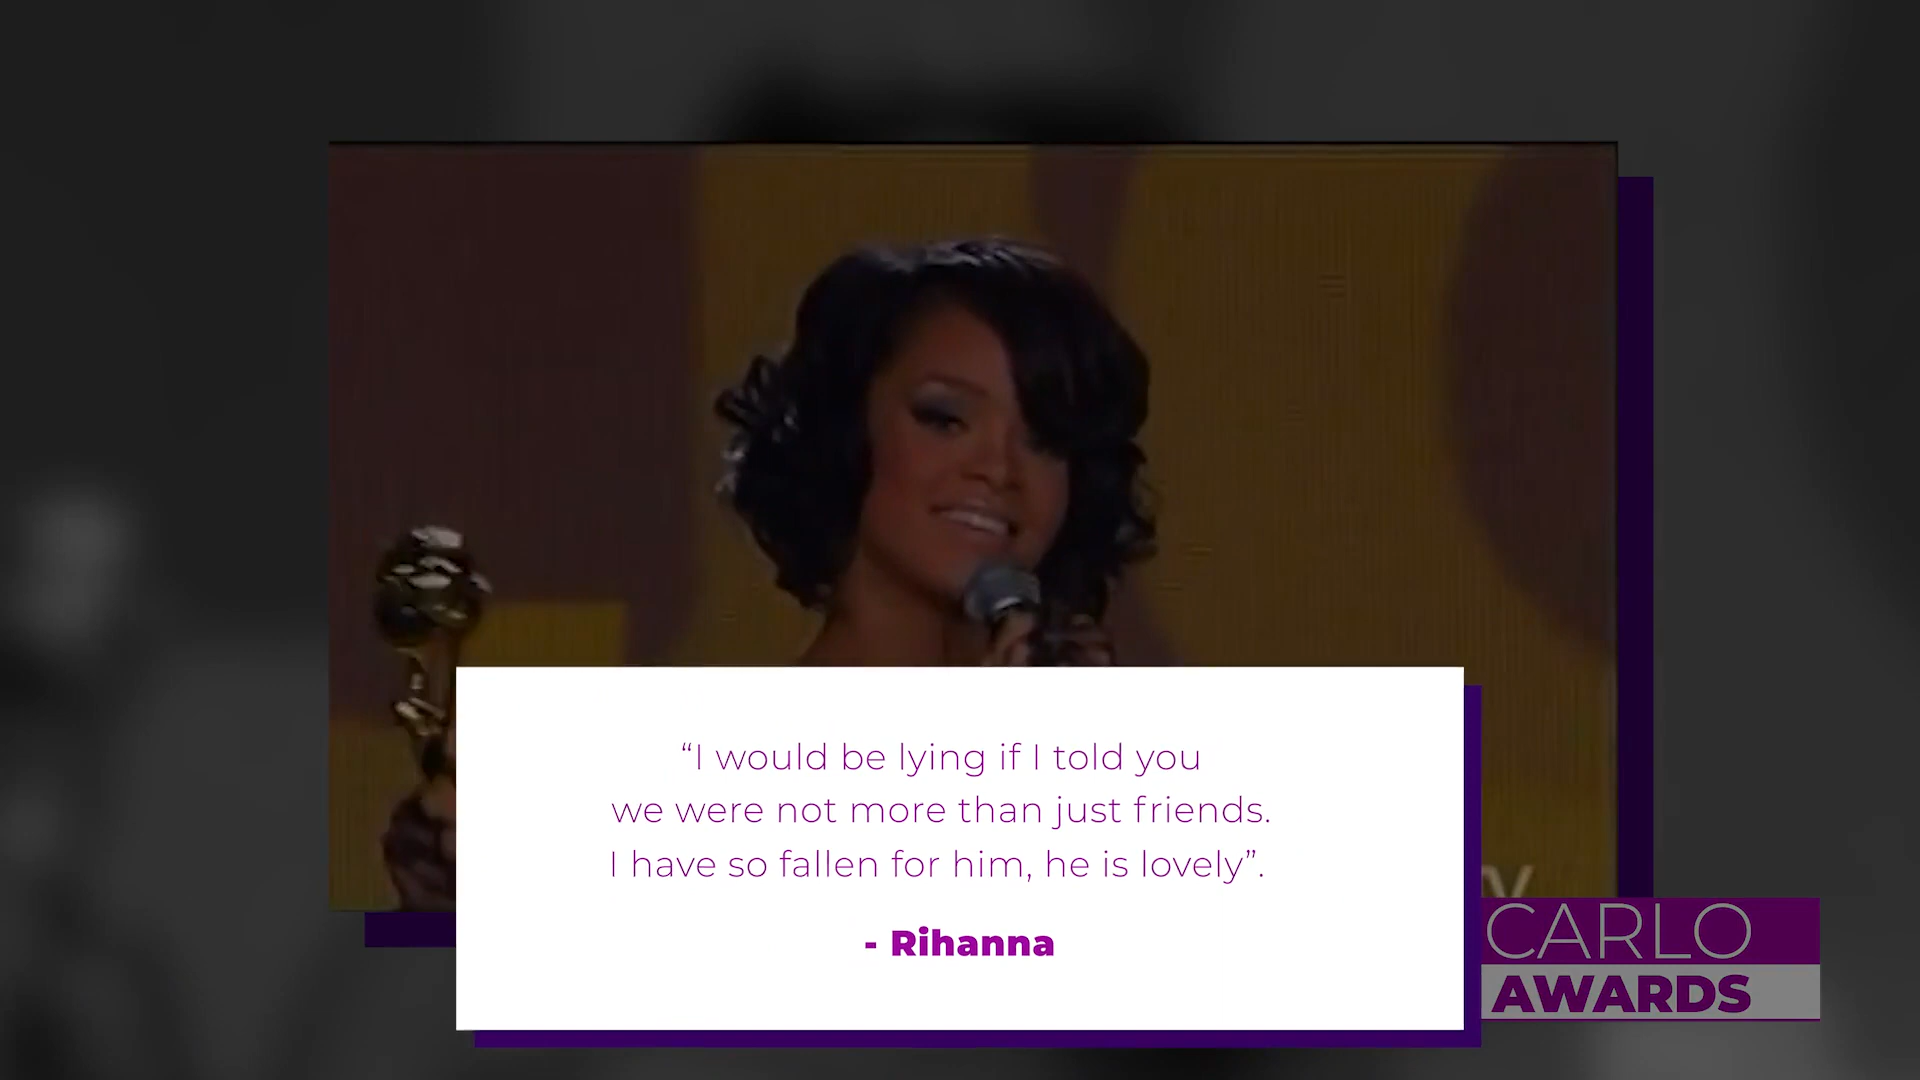 “I would be lying if I told you
we were not more than just friends.
I have so fallen for him, he is lovely”.
- Rihanna
CARLO
AWARDS